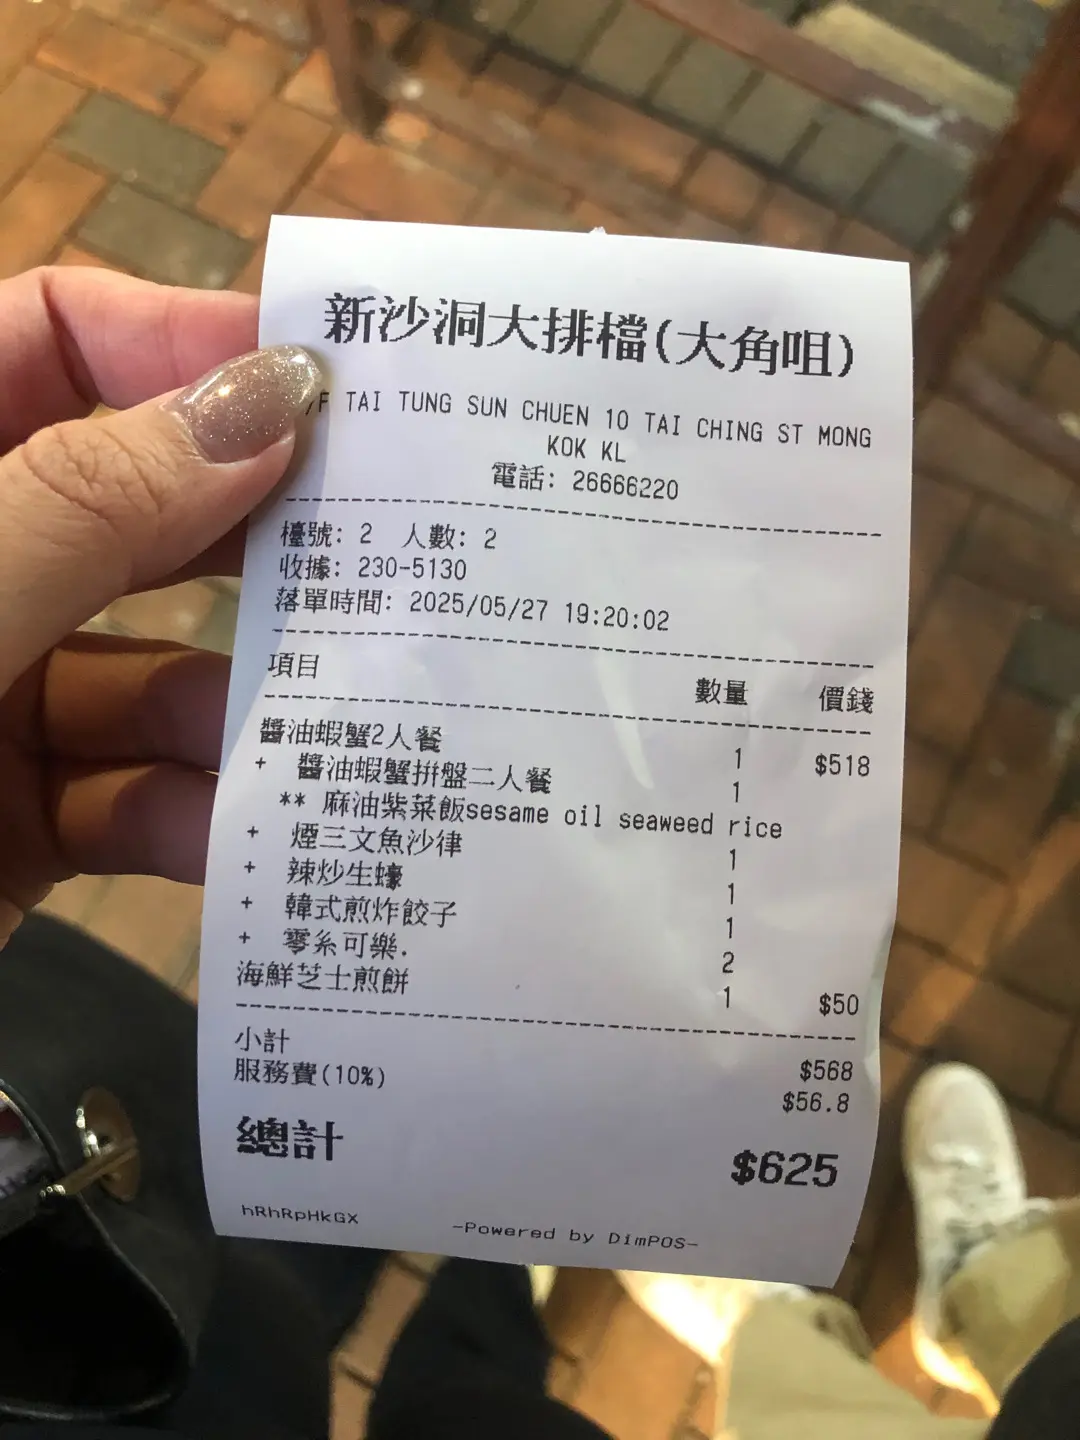 新沙洞大排檔(大角咀)
/F TAI TUNG SUN CHUEN 10 TAI CHING ST MONG
KOK KL
電話: 26666220
檯號: 2 人數: 2
收據: 230-5130
落單時間: 2025/05/27 19:20:02
項目 數量 價錢
醬油蝦蟹2人餐 1 $518
+ 醬油蝦蟹拼盤二人餐 1
** 麻油紫菜飯sesame oil seaweed rice
+ 煙三文魚沙律 1
+ 辣炒生蠔 1
+ 韓式煎炸餃子 1
+ 零系可樂. 2
海鮮芝士煎餅 1 $50
小計 $568
服務費(10%) $56.8
總計 $625
hRhRpHkGX -Powered by DimPOS-